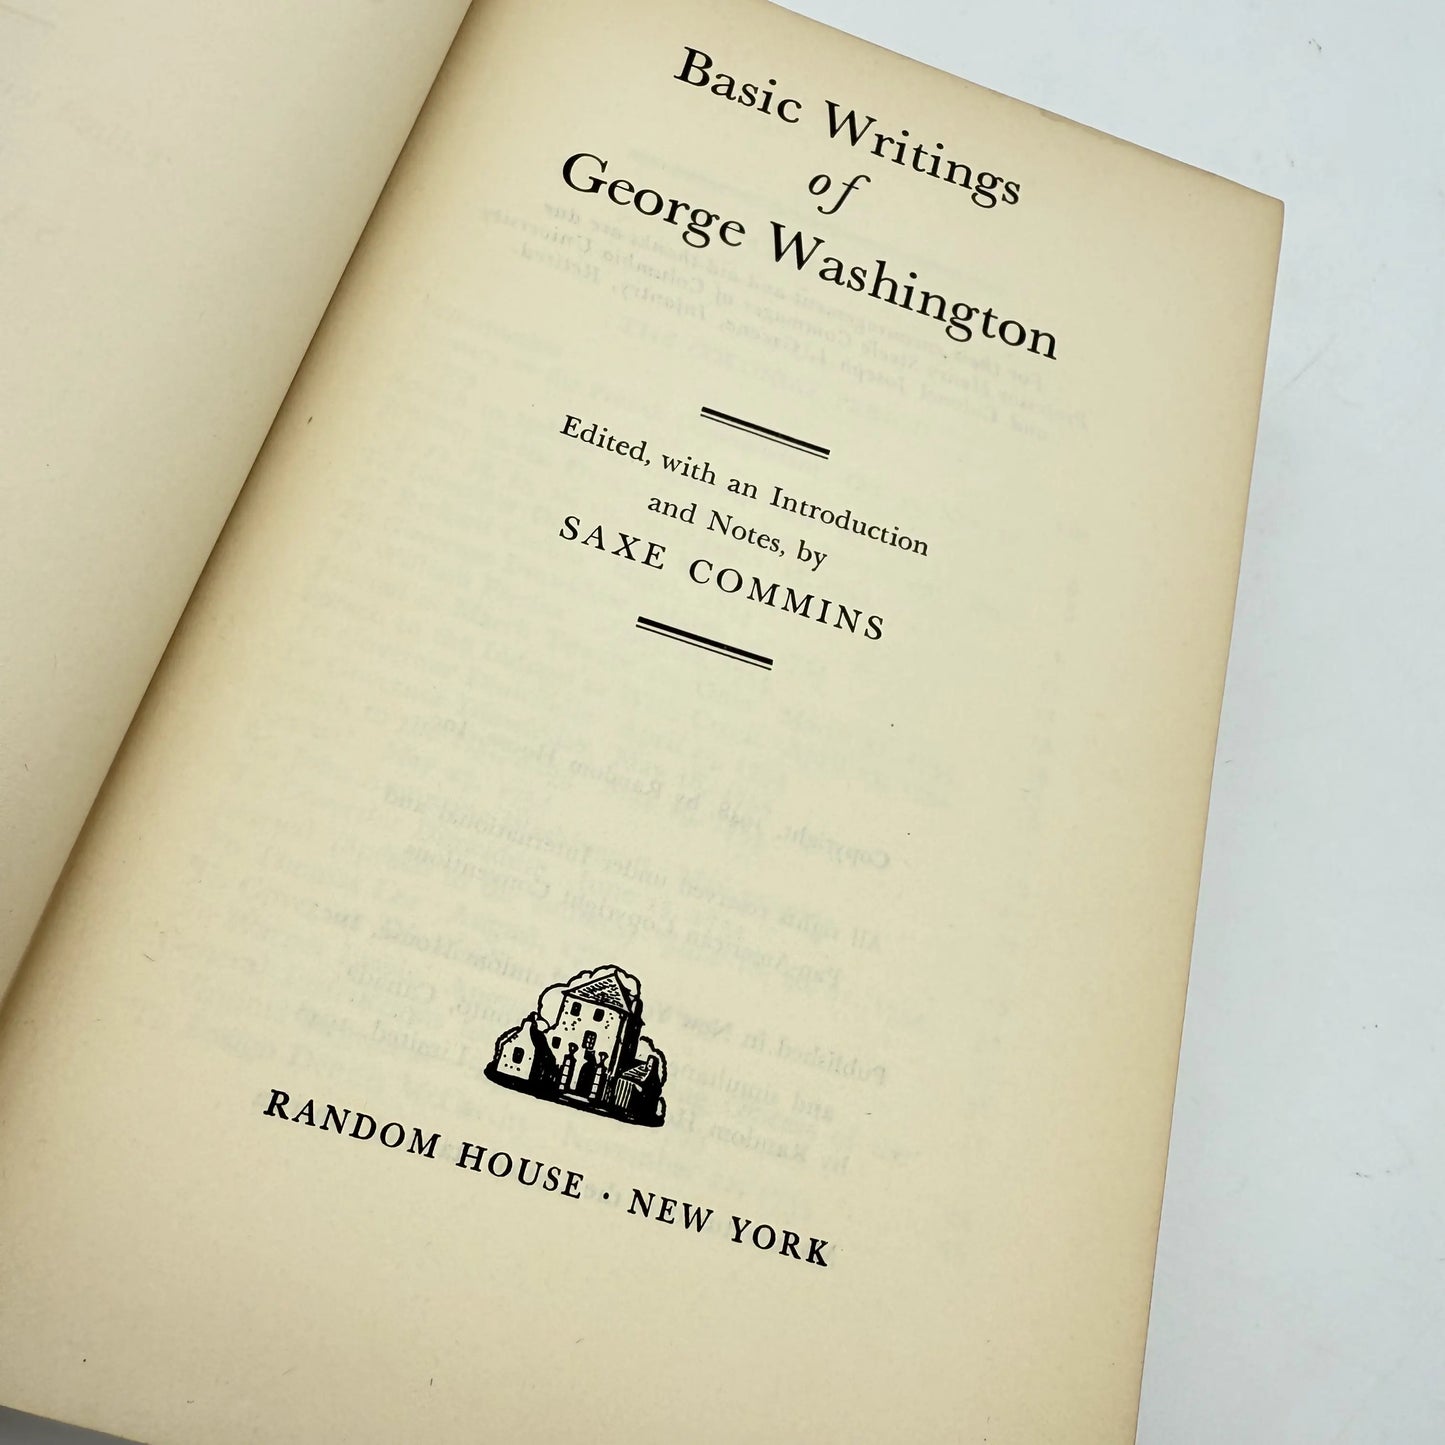 Basic Writings
of
George Washington
Edited, with an Introduction
and Notes, by
SAXE COMMINS
RANDOM HOUSE · NEW YORK